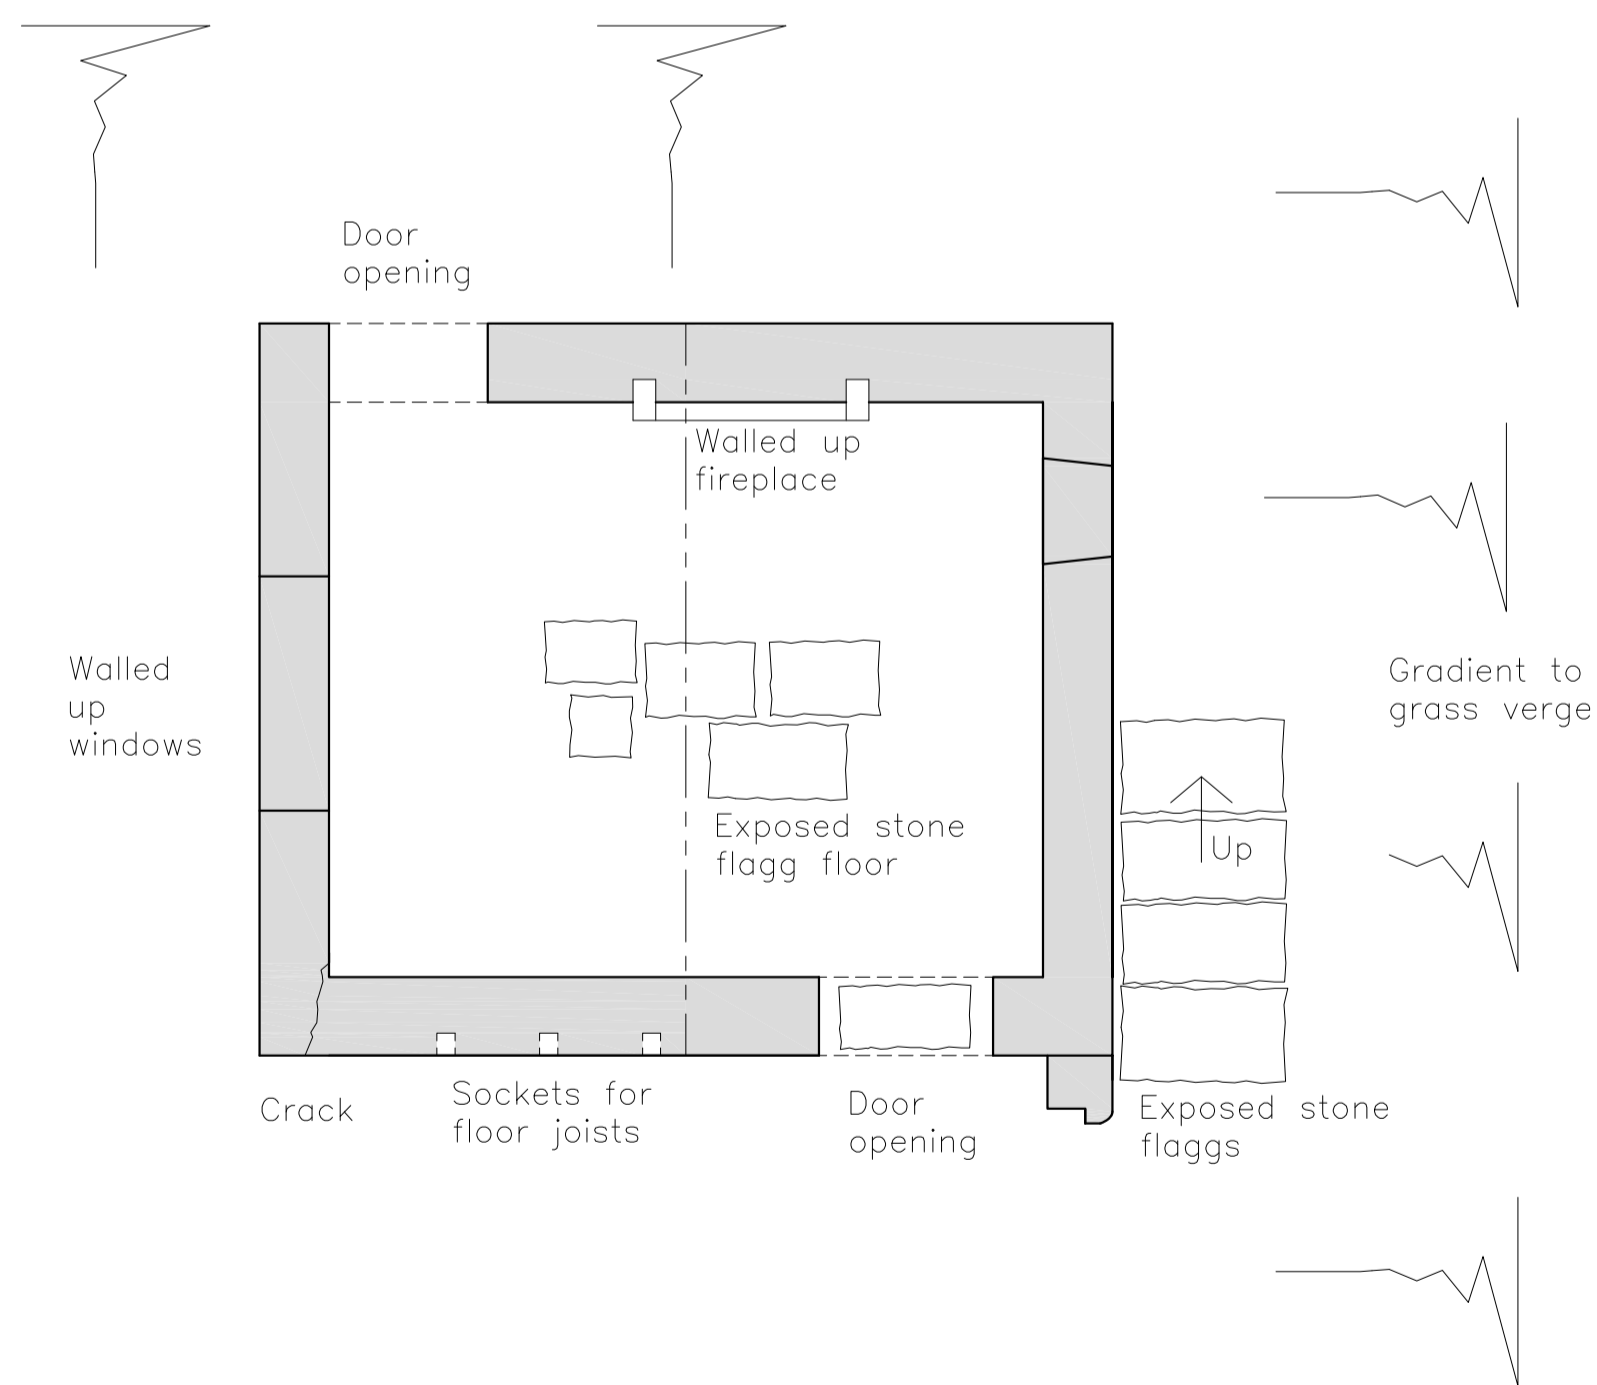 Door
opening
Walled up
fireplace
Walled
up
windows
Gradient to
grass verge
Exposed stone
flagg floor
Up
Crack
Sockets for
floor joists
Door
opening
Exposed stone
flaggs